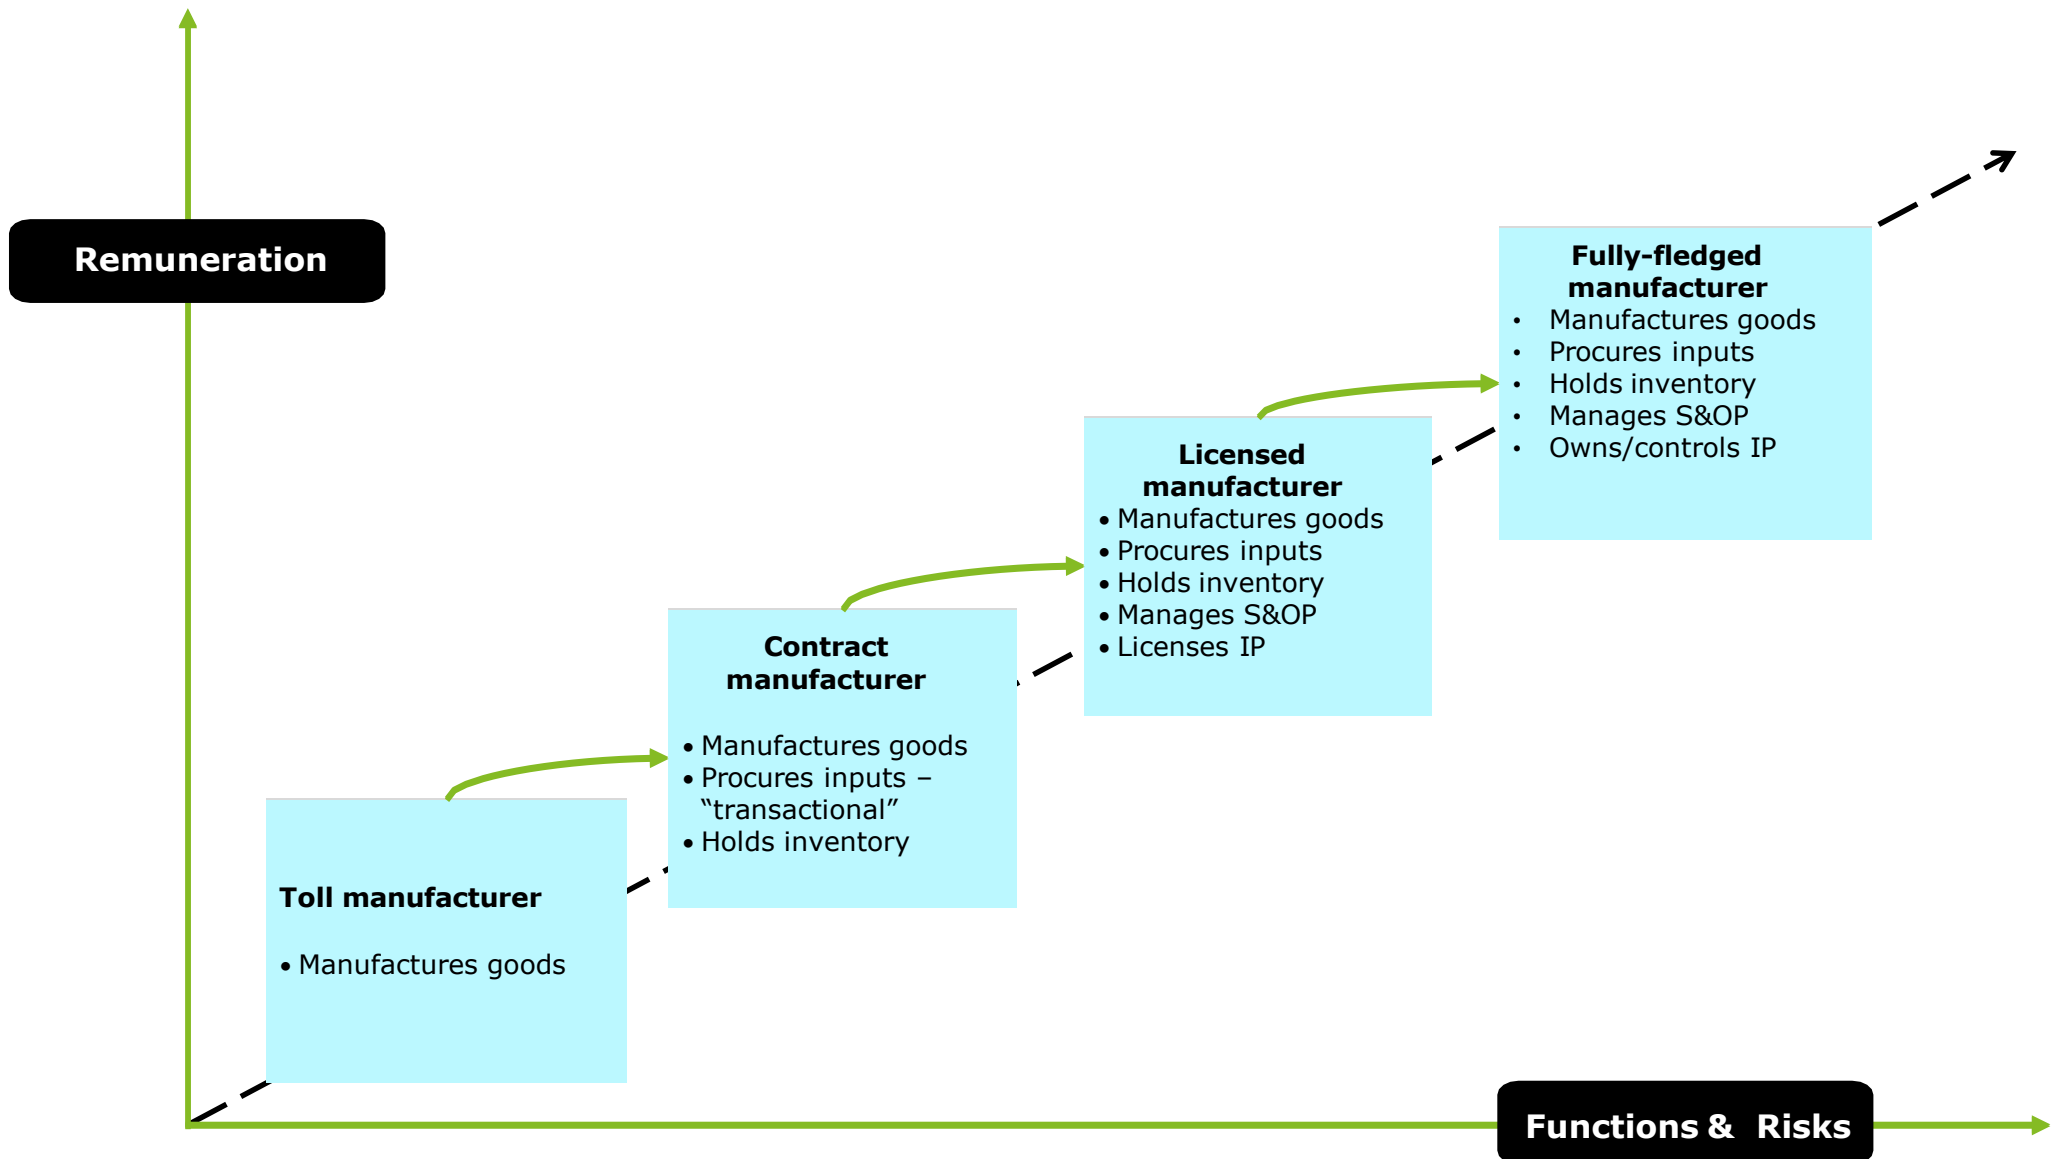 Remuneration
Fully-fledged
manufacturer
• Manufactures goods
• Procures inputs
• Holds inventory
• Manages S&OP
• Owns/controls IP
Licensed
manufacturer
• Manufactures goods
• Procures inputs
• Holds inventory
• Manages S&OP
• Licenses IP
Contract
manufacturer
• Manufactures goods
• Procures inputs –
“transactional”
• Holds inventory
Toll manufacturer
• Manufactures goods
Functions & Risks